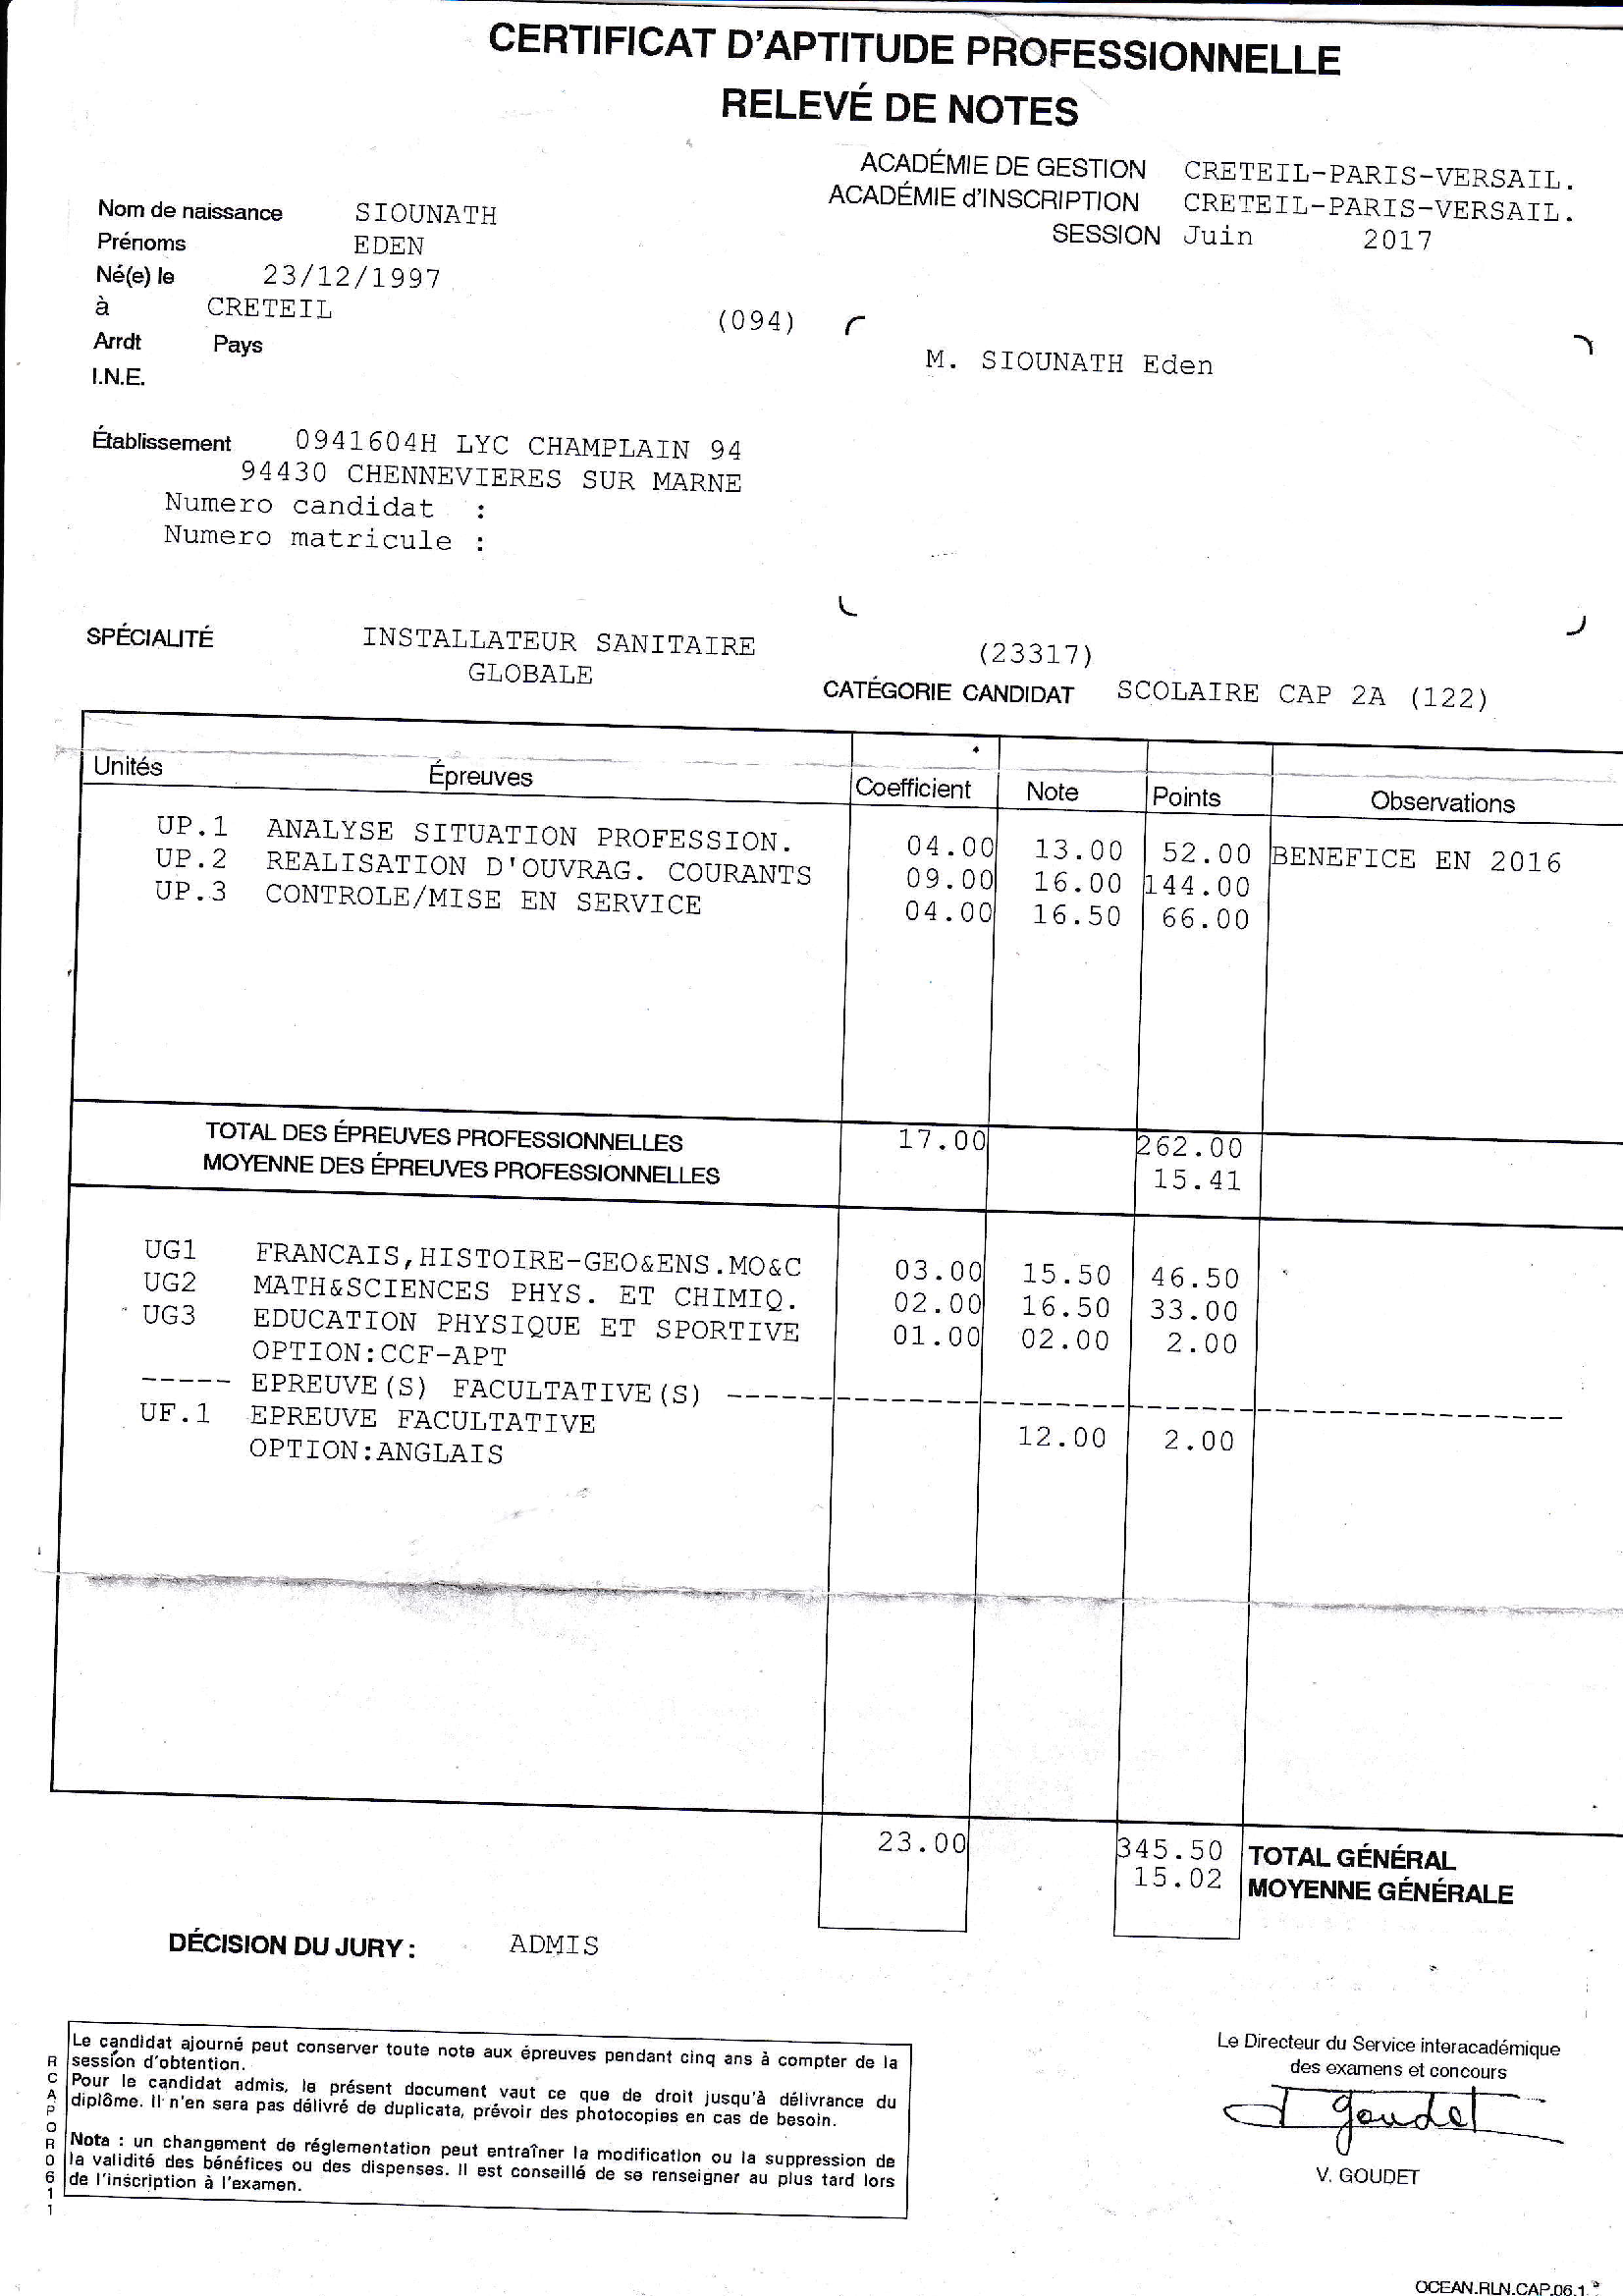 CERTIFICAT D'APTITUDE PROFESSIONNELLE
RELEVÉ DE NOTES
ACADÉMIE DE GESTION CRETEIL-PARIS-VERSAIL.
ACADÉMIE d'INSCRIPTION CRETEIL-PARIS-VERSAIL.
SESSION Juin 2017
Nom de naissance SIOUNATH
Prénoms EDEN
Né(e) le 23/12/1997
à CRETEIL (094)
Arrdt Pays
I.N.E.
M. SIOUNATH Eden
Établissement 0941604H LYC CHAMPLAIN 94
94430 CHENNEVIERES SUR MARNE
Numero candidat :
Numero matricule :
SPÉCIALITÉ INSTALLATEUR SANITAIRE (23317)
GLOBALE
CATÉGORIE CANDIDAT SCOLAIRE CAP 2A (122)
Unités Épreuves Coefficient Note Points Observations
UP.1 ANALYSE SITUATION PROFESSION. 04.00 13.00 52.00 BENEFICE EN 2016
UP.2 REALISATION D'OUVRAG. COURANTS 09.00 16.00 144.00
UP.3 CONTROLE/MISE EN SERVICE 04.00 16.50 66.00
TOTAL DES ÉPREUVES PROFESSIONNELLES 17.00 262.00
MOYENNE DES ÉPREUVES PROFESSIONNELLES 15.41
UG1 FRANCAIS,HISTOIRE-GEO&ENS.MO&C 03.00 15.50 46.50
UG2 MATH&SCIENCES PHYS. ET CHIMIQ. 02.00 16.50 33.00
UG3 EDUCATION PHYSIQUE ET SPORTIVE 01.00 02.00 2.00
OPTION:CCF-APT
----- EPREUVE(S) FACULTATIVE(S) -----
UF.1 EPREUVE FACULTATIVE 12.00 2.00
OPTION:ANGLAIS
23.00 345.50 TOTAL GÉNÉRAL
15.02 MOYENNE GÉNÉRALE
DÉCISION DU JURY : ADMIS
Le candidat ajourné peut conserver toute note aux épreuves pendant cinq ans à compter de la
session d'obtention.
Pour le candidat admis, le présent document vaut ce que de droit jusqu'à délivrance du
diplôme. Il n'en sera pas délivré de duplicata, prévoir des photocopies en cas de besoin.
Nota : un changement de réglementation peut entraîner la modification ou la suppression de
la validité des bénéfices ou des dispenses. Il est conseillé de se renseigner au plus tard lors
de l'inscription à l'examen.
RCAPOR0611
Le Directeur du Service interacadémique
des examens et concours
Goudet
V. GOUDET
OCEAN.RLN.CAP.06.1